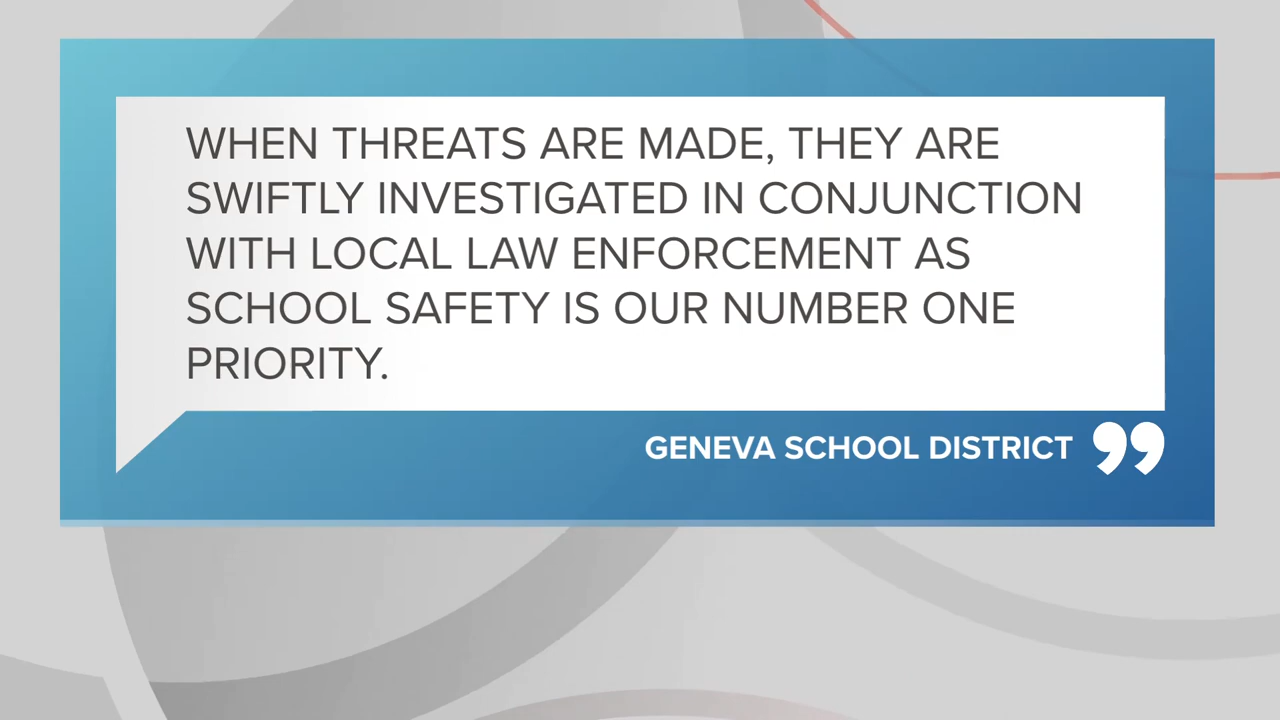 WHEN THREATS ARE MADE, THEY ARE
SWIFTLY INVESTIGATED IN CONJUNCTION
WITH LOCAL LAW ENFORCEMENT AS
SCHOOL SAFETY IS OUR NUMBER ONE
PRIORITY.
GENEVA SCHOOL DISTRICT ”